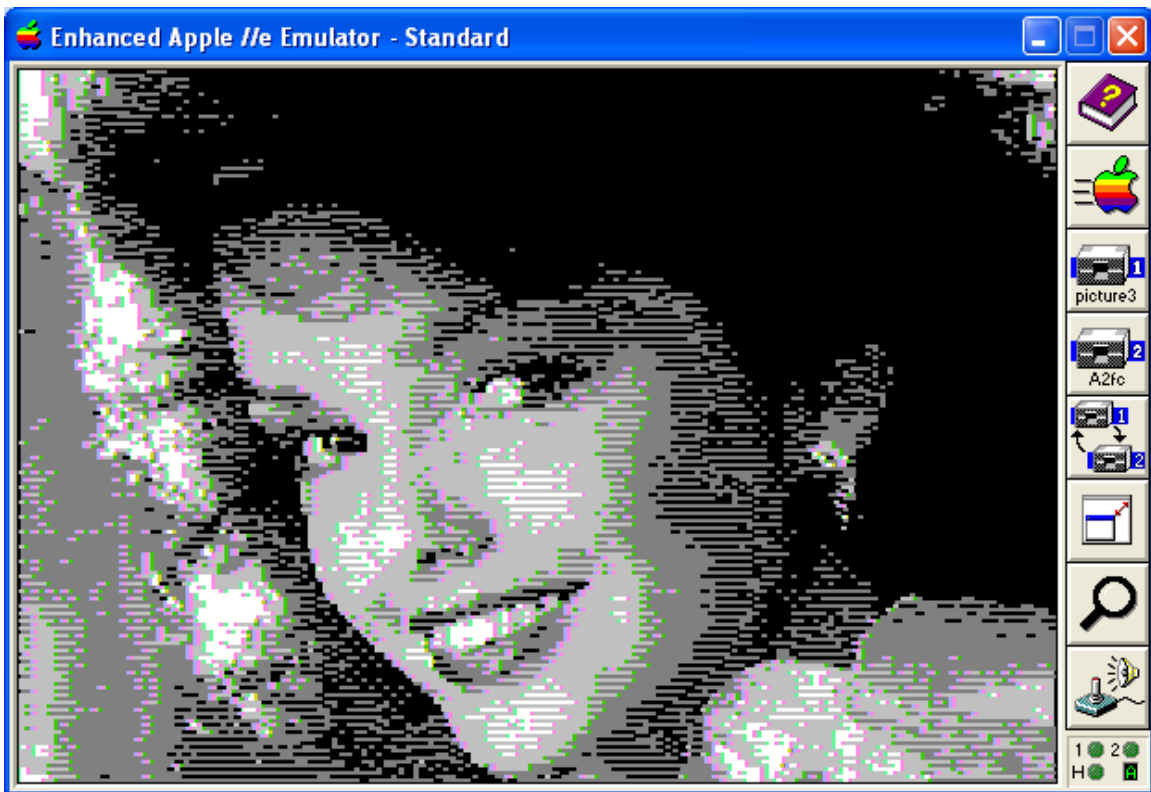 Enhanced Apple //e Emulator - Standard
?
1
picture3
2
A2fc
1
2
1 2
H A